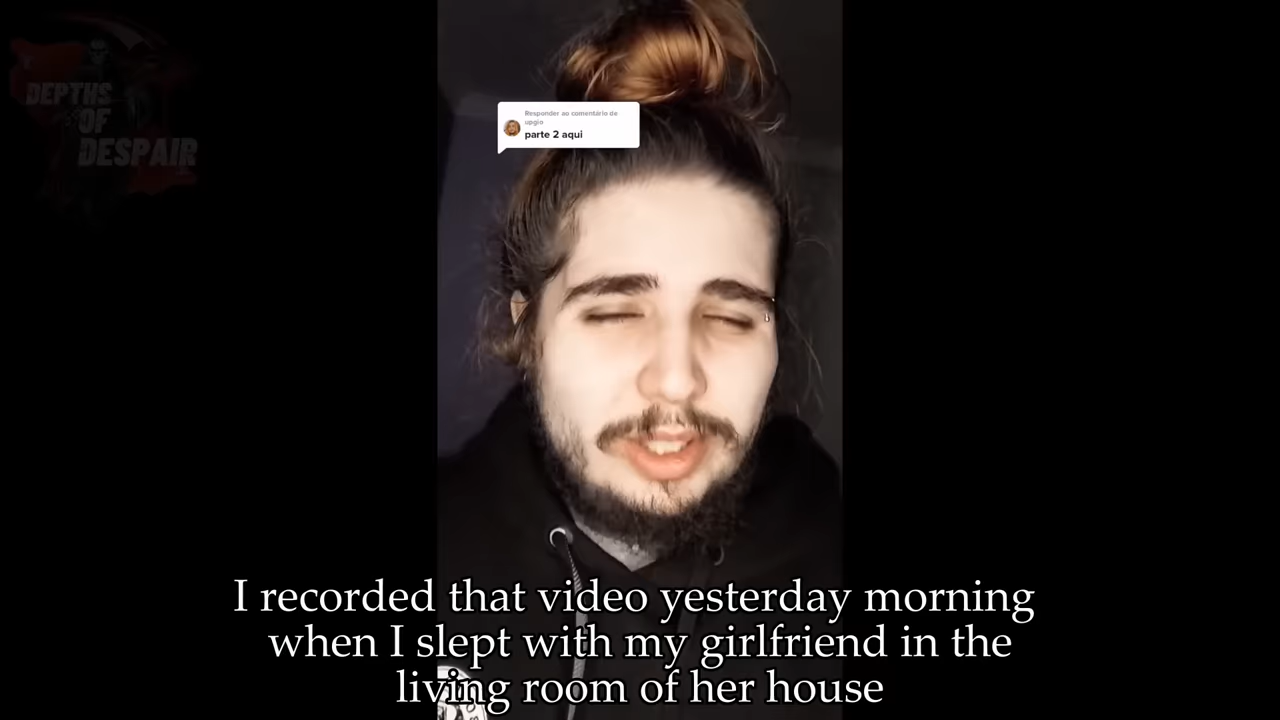 DEPTHS
OF
DESPAIR
Responder ao comentário de
upgio
parte 2 aqui
I recorded that video yesterday morning
when I slept with my girlfriend in the
living room of her house